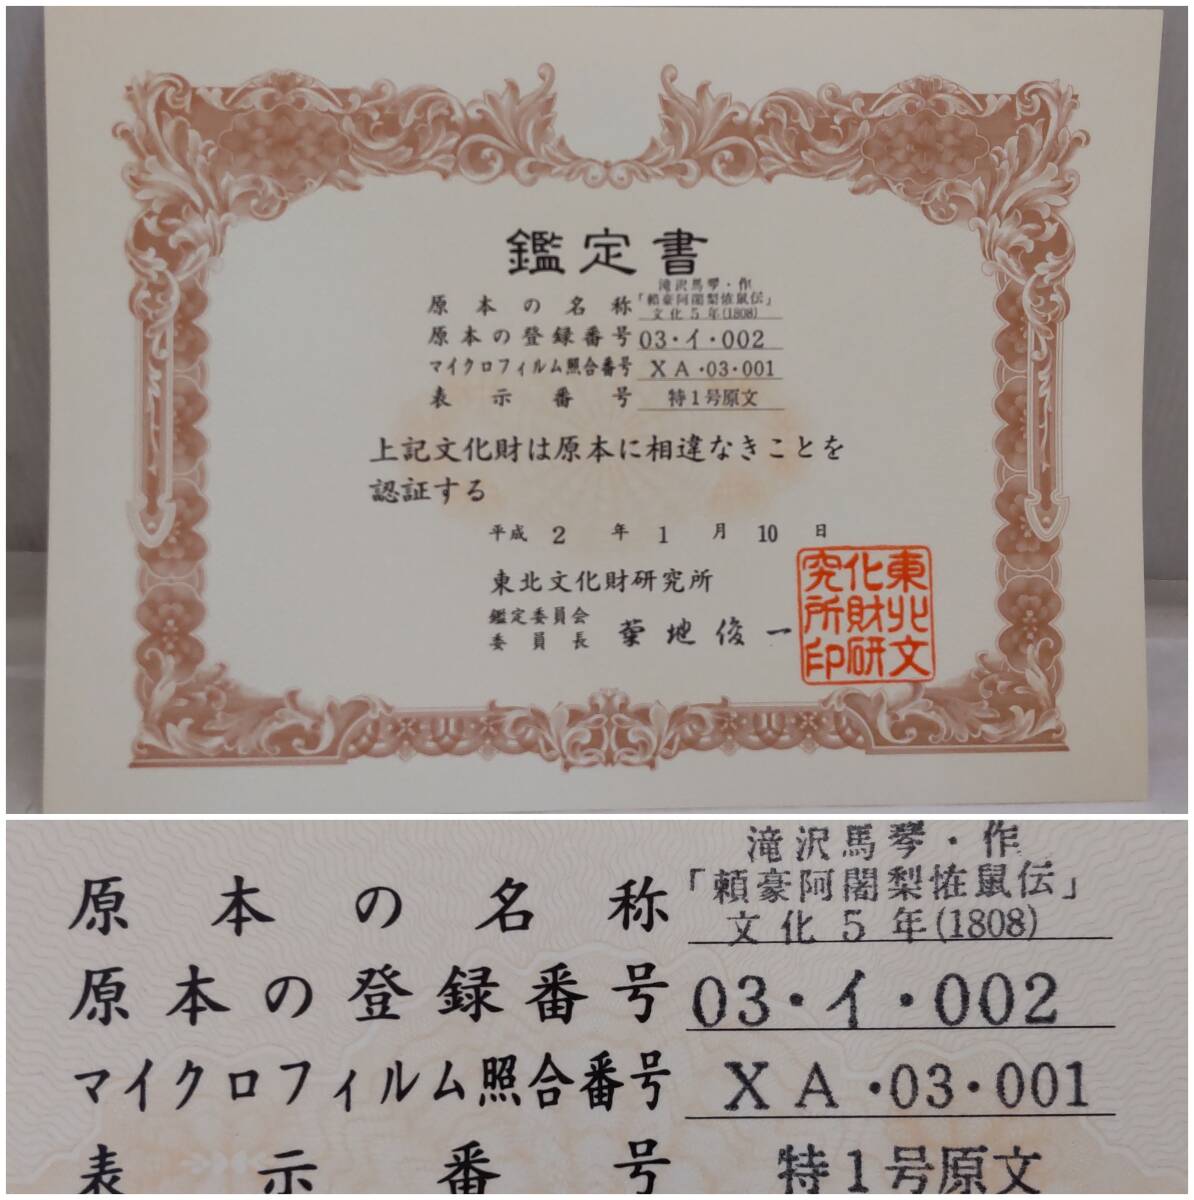 鑑定書
滝沢馬琴・作
原本の名称「頼豪阿闍梨恠鼠伝」
文化5年(1808)
原本の登録番号 03・イ・002
マイクロフィルム照合番号 XA・03・001
表示番号 特1号原文
上記文化財は原本に相違なきことを
認証する
平成2年1月10日
東北文化財研究所
鑑定委員会
委員長 菊地俊一
東北文化財研究所印
滝沢馬琴・作
原本の名称「頼豪阿闍梨恠鼠伝」
文化5年(1808)
原本の登録番号 03・イ・002
マイクロフィルム照合番号 XA・03・001
表示番号 特1号原文